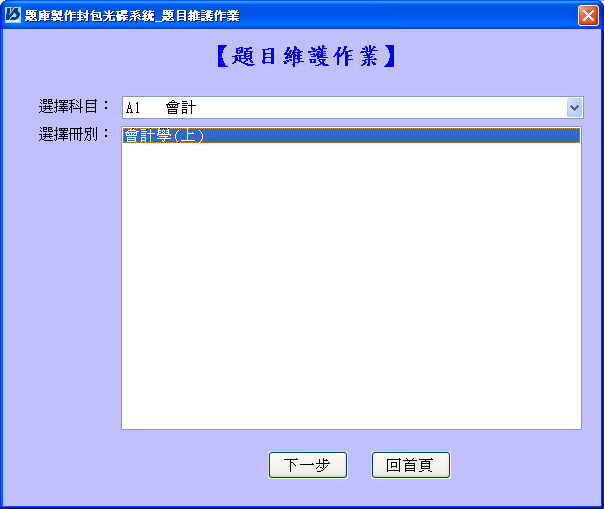 題庫製作封包光碟系統_題目維護作業
【題目維護作業】
選擇科目： A1 會計
選擇冊別： 會計學(上)
下一步 回首頁